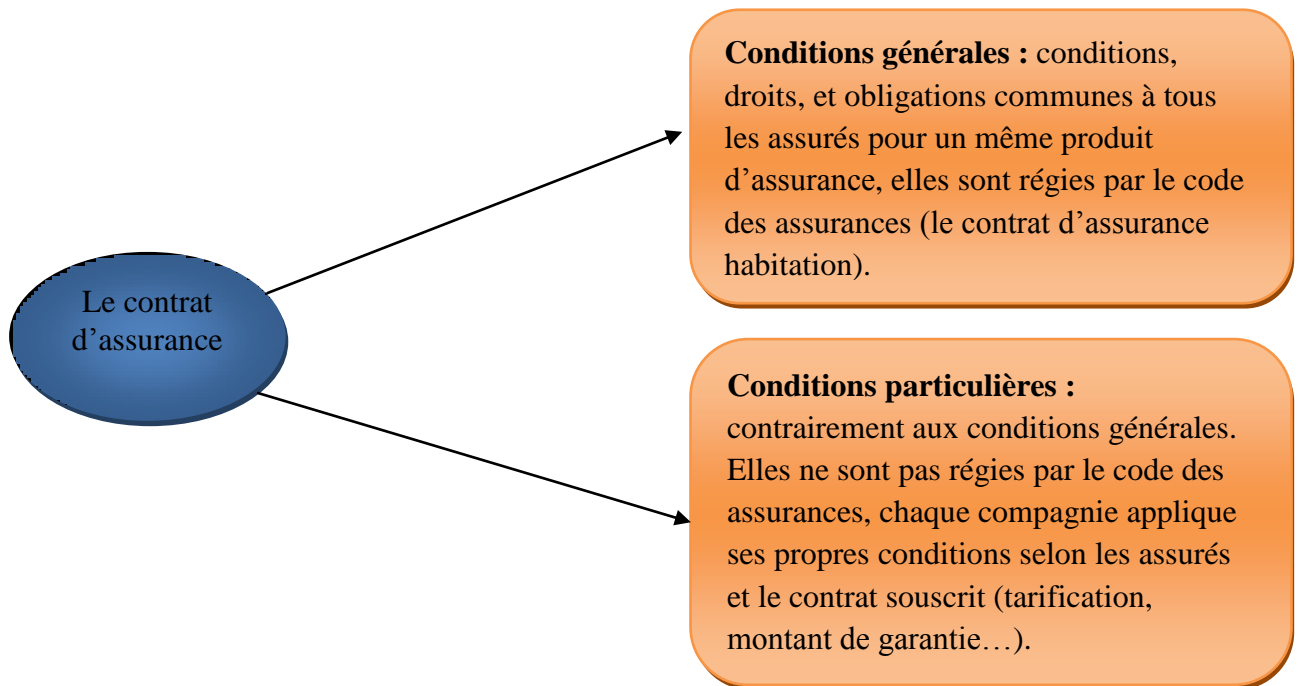 Le contrat
d’assurance
Conditions générales : conditions,
droits, et obligations communes à tous
les assurés pour un même produit
d’assurance, elles sont régies par le code
des assurances (le contrat d’assurance
habitation).
Conditions particulières :
contrairement aux conditions générales.
Elles ne sont pas régies par le code des
assurances, chaque compagnie applique
ses propres conditions selon les assurés
et le contrat souscrit (tarification,
montant de garantie…).